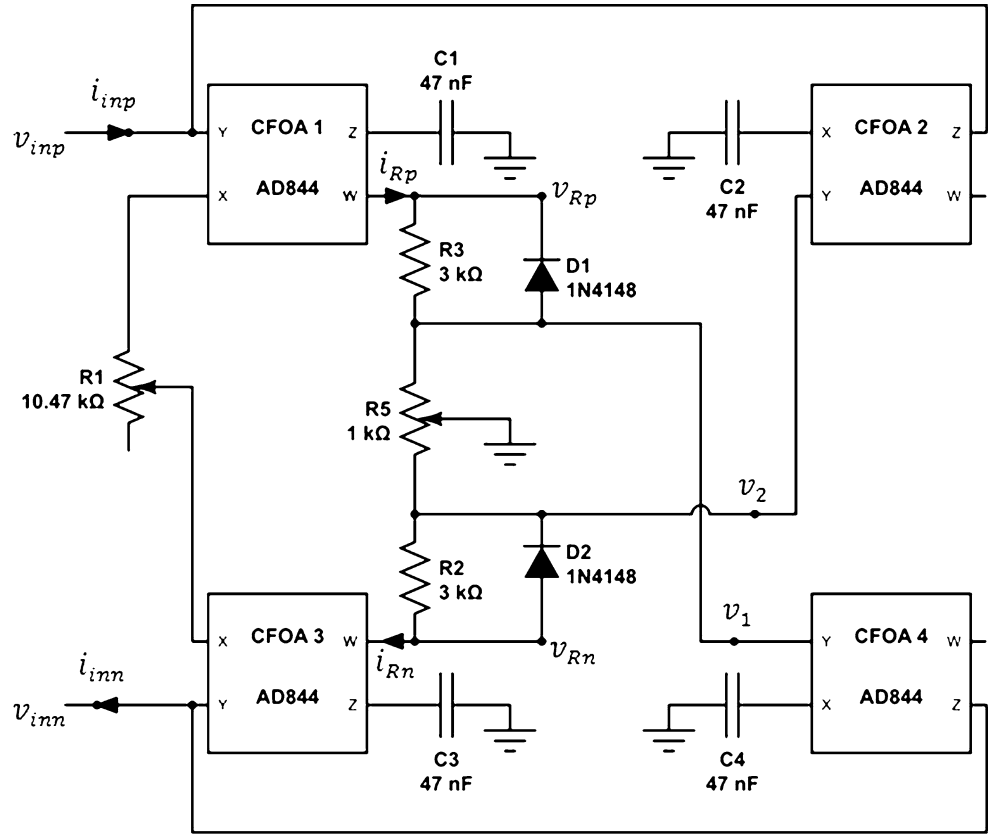 i_inp
v_inp
Y CFOA 1 Z
X AD844 W
C1
47 nF
C2
47 nF
X CFOA 2 Z
Y AD844 W
i_Rp
v_Rp
R3
3 kΩ
D1
1N4148
R1
10.47 kΩ
R5
1 kΩ
v_2
R2
3 kΩ
D2
1N4148
v_1
X CFOA 3 W
Y AD844 Z
i_Rn
v_Rn
i_inn
v_inn
C3
47 nF
C4
47 nF
Y CFOA 4 W
X AD844 Z